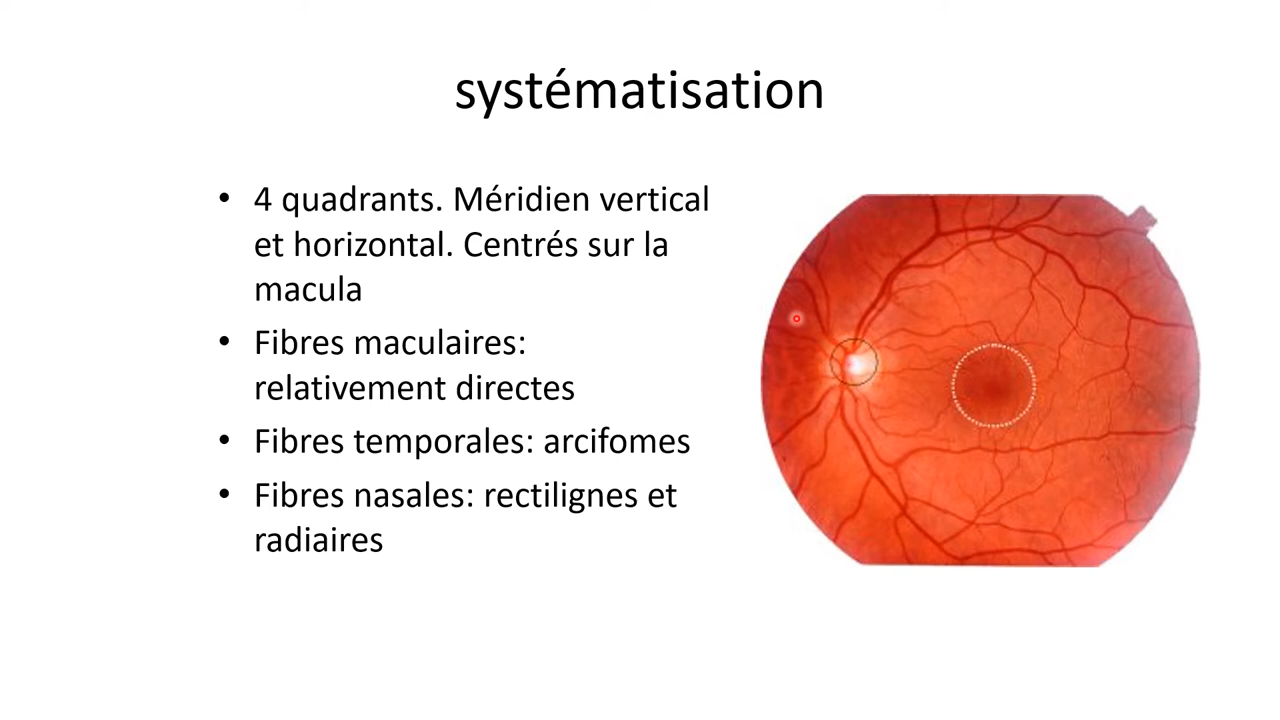 systématisation
• 4 quadrants. Méridien vertical
et horizontal. Centrés sur la
macula
• Fibres maculaires:
relativement directes
• Fibres temporales: arcifomes
• Fibres nasales: rectilignes et
radiaires